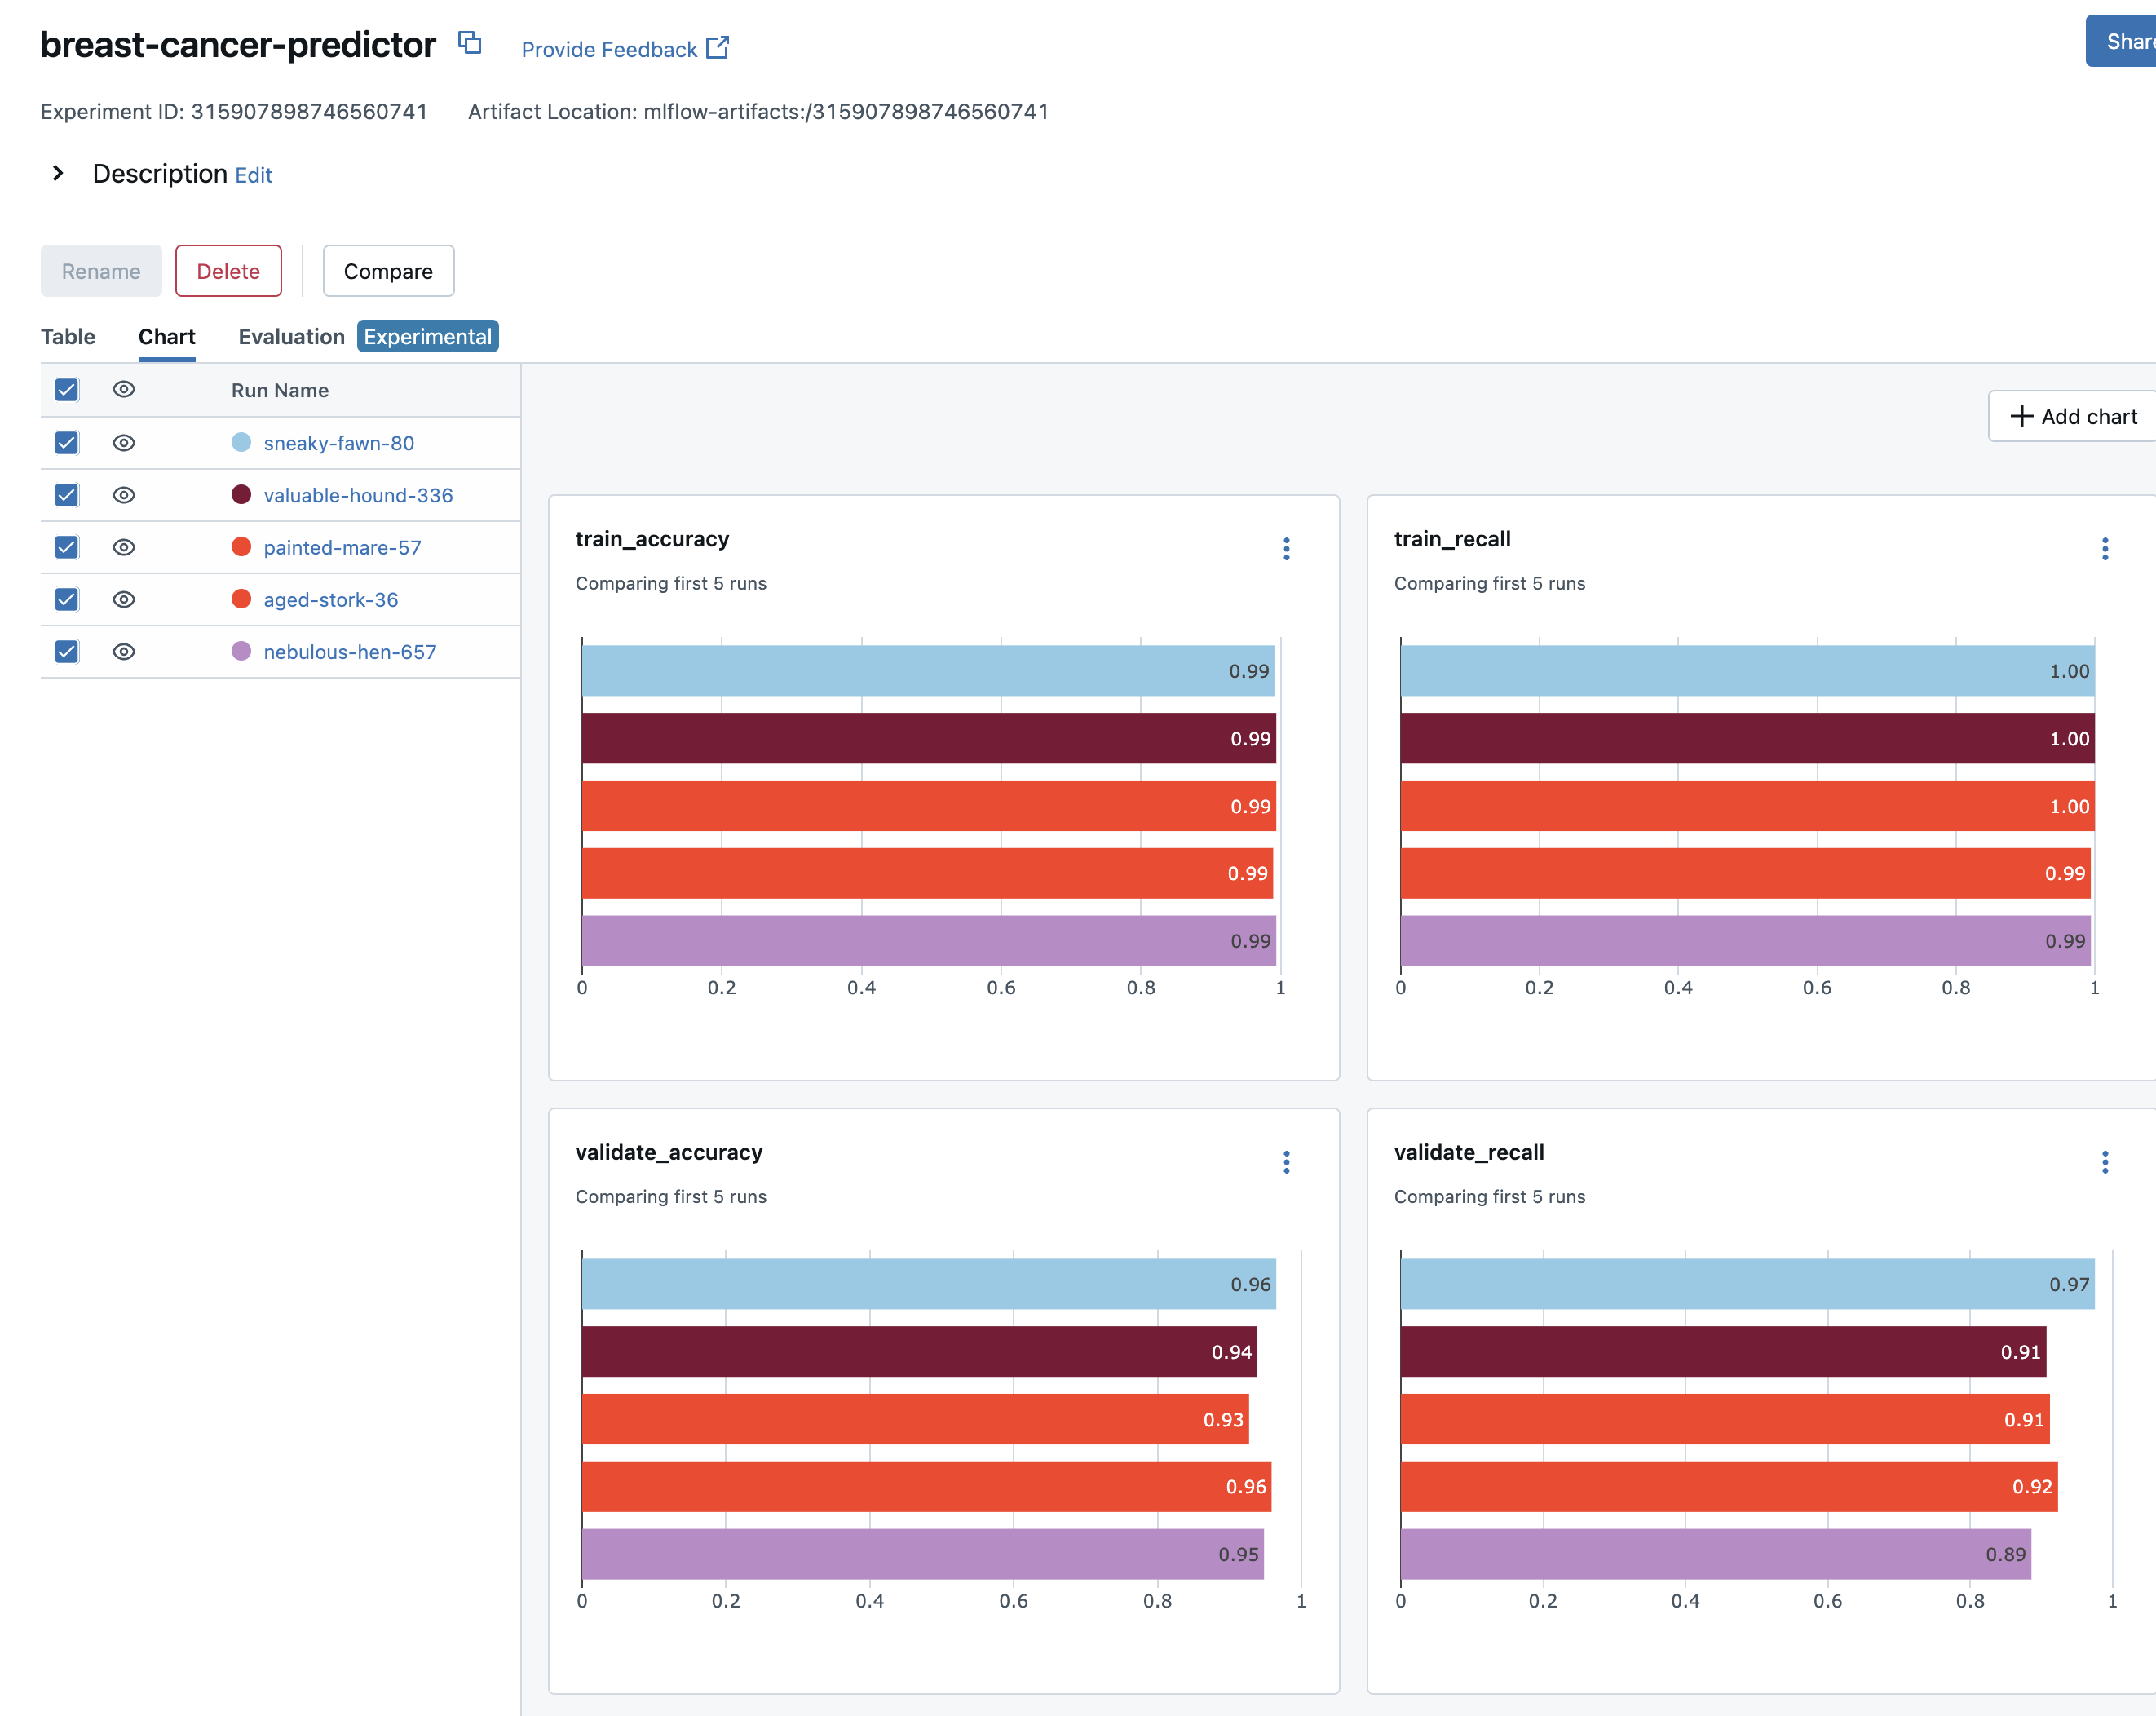 breast-cancer-predictor Provide Feedback
Experiment ID: 315907898746560741 Artifact Location: mlflow-artifacts:/315907898746560741
Description Edit
Rename Delete Compare
Table Chart Evaluation Experimental
Run Name
sneaky-fawn-80
valuable-hound-336
painted-mare-57
aged-stork-36
nebulous-hen-657
Add chart
train_accuracy
Comparing first 5 runs
0.99
0.99
0.99
0.99
0.99
0 0.2 0.4 0.6 0.8 1
train_recall
Comparing first 5 runs
1.00
1.00
1.00
0.99
0.99
0 0.2 0.4 0.6 0.8 1
validate_accuracy
Comparing first 5 runs
0.96
0.94
0.93
0.96
0.95
0 0.2 0.4 0.6 0.8 1
validate_recall
Comparing first 5 runs
0.97
0.91
0.91
0.92
0.89
0 0.2 0.4 0.6 0.8 1